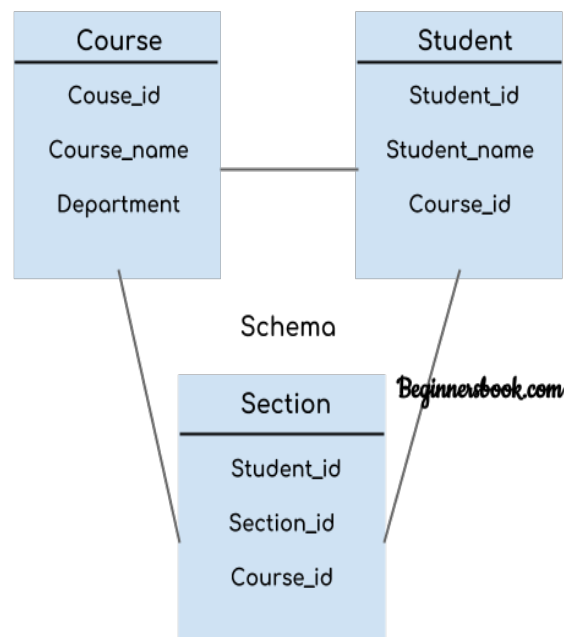 Course
Couse_id
Course_name
Department
Student
Student_id
Student_name
Course_id
Schema
Beginnersbook.com
Section
Student_id
Section_id
Course_id